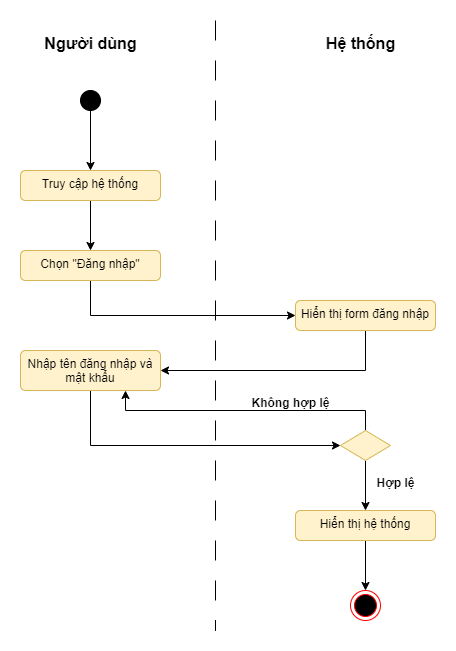 Người dùng
Hệ thống
Truy cập hệ thống
Chọn "Đăng nhập"
Hiển thị form đăng nhập
Nhập tên đăng nhập và
mật khẩu
Không hợp lệ
Hợp lệ
Hiển thị hệ thống